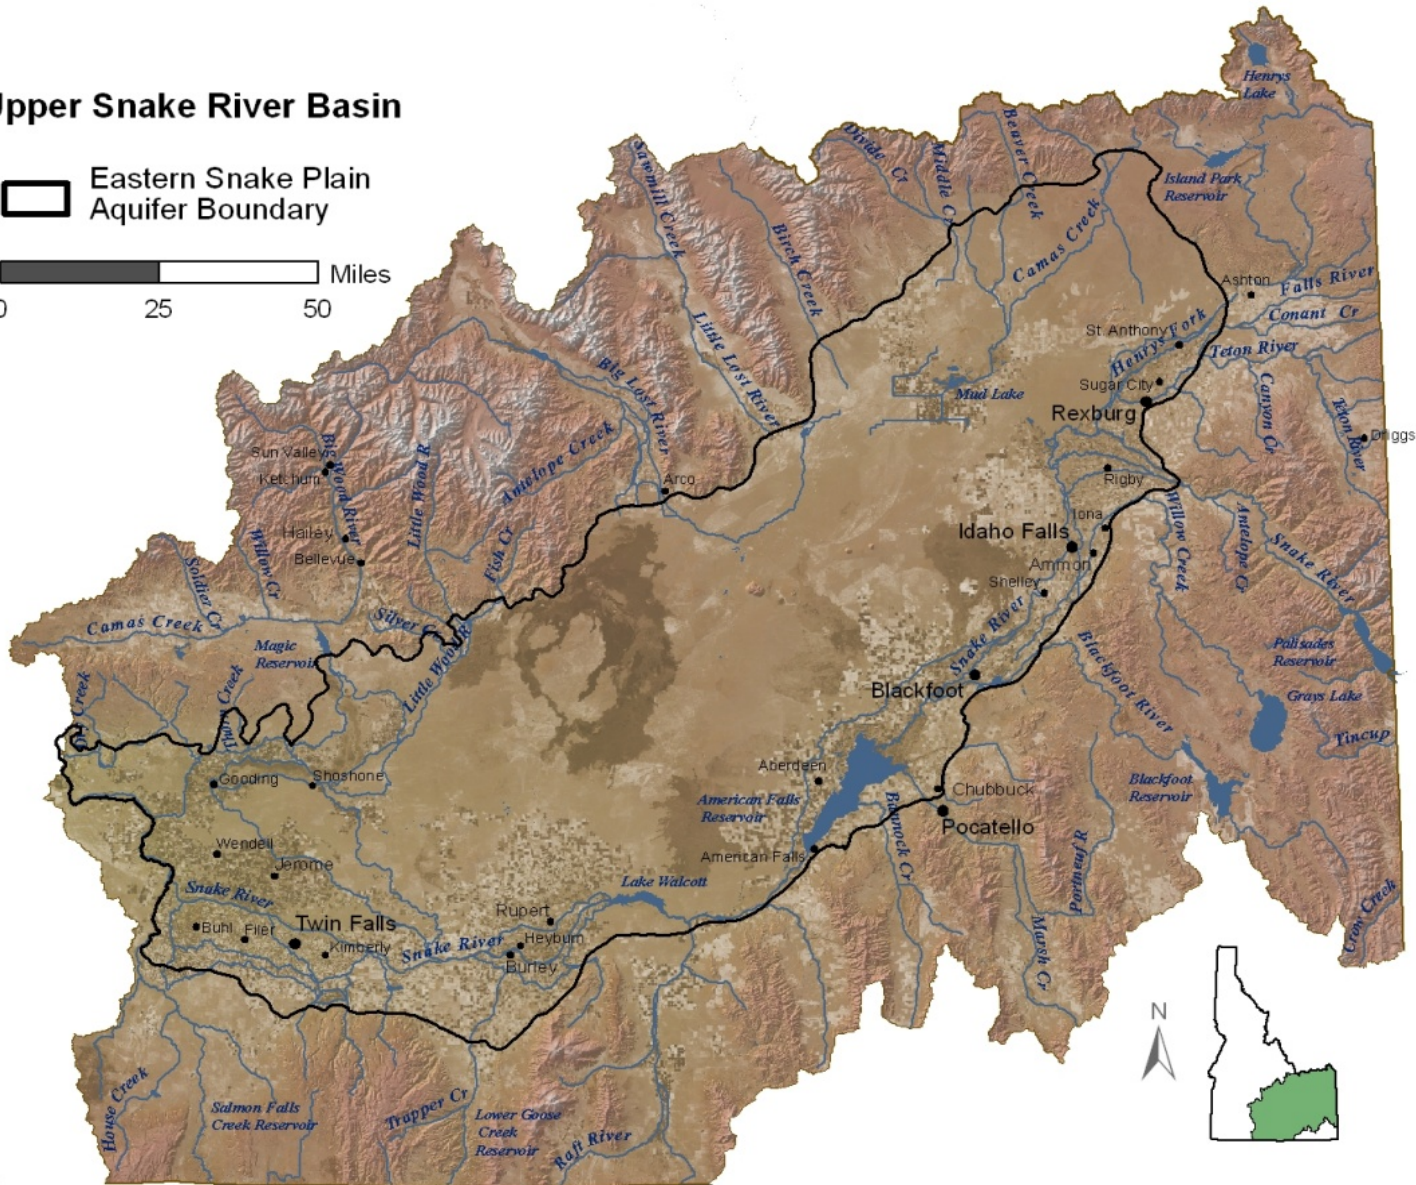 Upper Snake River Basin
Eastern Snake Plain
Aquifer Boundary
Miles
0 25 50
Henrys
Lake
Sawmill Creek
Divide Cr
Middle Cr
Beaver Creek
Island Park
Reservoir
Birch Creek
Camas Creek
Ashton
Falls River
Conant Cr
Little Lost River
St Anthony
Henrys Fork
Teton River
Big Lost River
Sugar City
Mud Lake
Rexburg
Canyon Cr
Teton River
Driggs
Sun Valley
Ketchum
Big Wood River
Little Wood R
Antelope Creek
Arco
Rigby
Iona
Idaho Falls
Ammon
Shelley
Willow Creek
Antelope Cr
Snake River
Hailey
Bellevue
Willow Cr
Soldier Cr
Fish Cr
Camas Creek
Silver Cr
Magic
Reservoir
Little Wood R
Snake River
Blackfoot
Blackfoot River
Palisades
Reservoir
Grays Lake
Tincup
Thorn Creek
Gooding
Shoshone
Aberdeen
American Falls
Reservoir
Chubbuck
Blackfoot
Reservoir
Pocatello
Wendell
Jerome
American Falls
Bannock Cr
Portneuf R
Snake River
Lake Walcott
Buhl
Filer
Twin Falls
Kimberly
Rupert
Heyburn
Snake River
Burley
Marsh Cr
Crow Creek
N
House Creek
Salmon Falls
Creek Reservoir
Trapper Cr
Lower Goose
Creek
Reservoir
Raft River